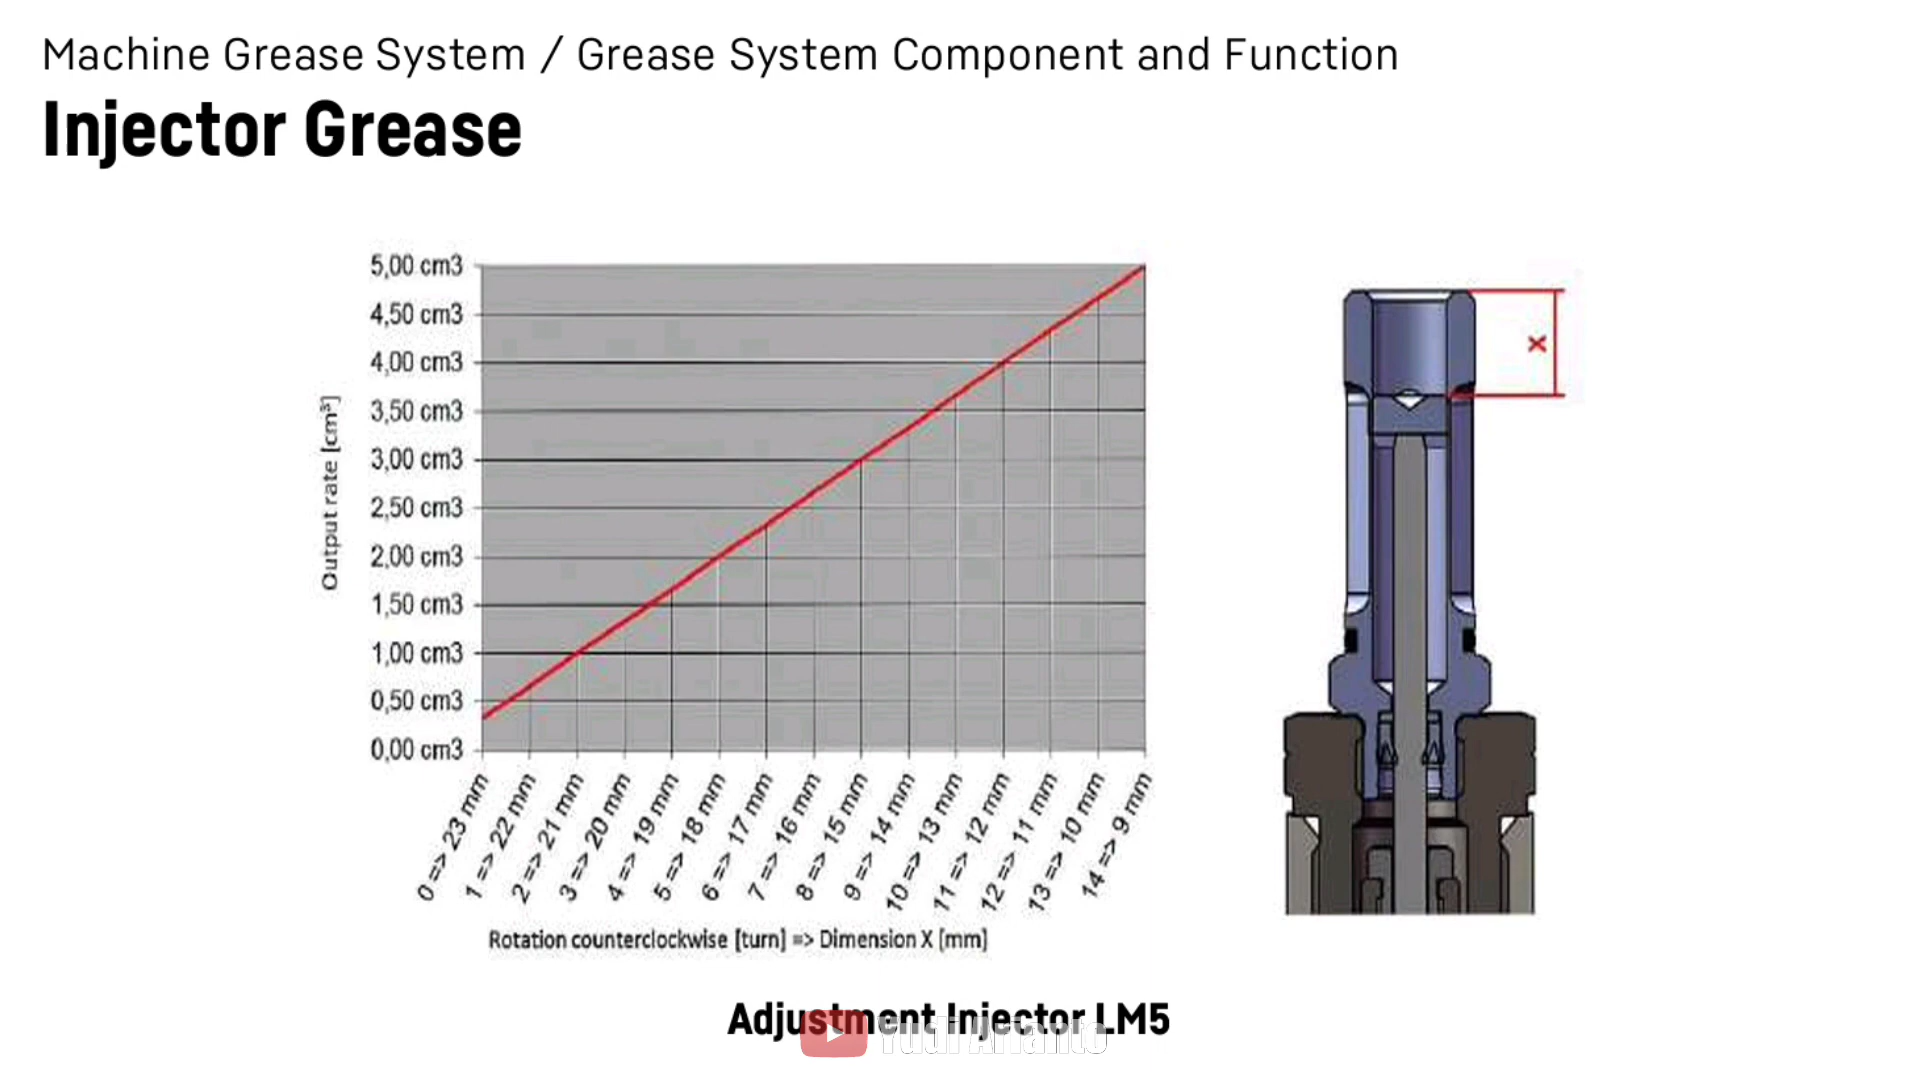 Machine Grease System / Grease System Component and Function
Injector Grease
5,00 cm3
4,50 cm3
4,00 cm3
3,50 cm3
3,00 cm3
2,50 cm3
2,00 cm3
1,50 cm3
1,00 cm3
0,50 cm3
0,00 cm3
Output rate [cm³]
0 => 23 mm
1 => 22 mm
2 => 21 mm
3 => 20 mm
4 => 19 mm
5 => 18 mm
6 => 17 mm
7 => 16 mm
8 => 15 mm
9 => 14 mm
10 => 13 mm
11 => 12 mm
12 => 11 mm
13 => 10 mm
14 => 9 mm
Rotation counterclockwise [turn] => Dimension X [mm]
x
Adjustment Injector LM5
Yudi Arianto